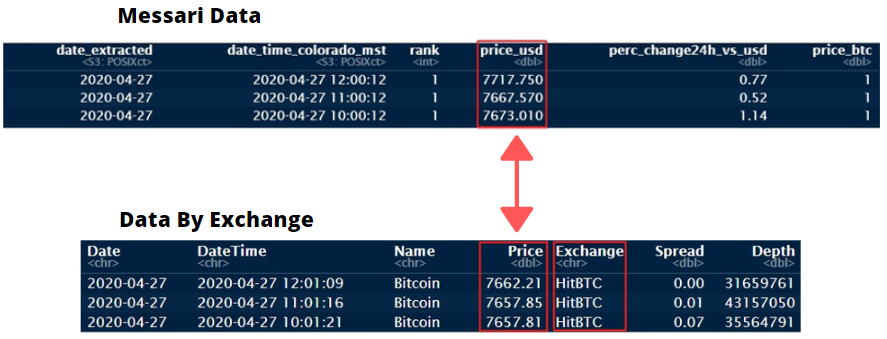 Messari Data
date_extracted date_time_colorado_mst rank price_usd perc_change24h_vs_usd price_btc
<S3: POSIXct> <S3: POSIXct> <int> <dbl> <dbl> <dbl>
2020-04-27 2020-04-27 12:00:12 1 7717.750 0.77 1
2020-04-27 2020-04-27 11:00:12 1 7667.570 0.52 1
2020-04-27 2020-04-27 10:00:12 1 7673.010 1.14 1
Data By Exchange
Date DateTime Name Price Exchange Spread Depth
<chr> <chr> <chr> <dbl> <chr> <dbl> <dbl>
2020-04-27 2020-04-27 12:01:09 Bitcoin 7662.21 HitBTC 0.00 31659761
2020-04-27 2020-04-27 11:01:16 Bitcoin 7657.85 HitBTC 0.01 43157050
2020-04-27 2020-04-27 10:01:21 Bitcoin 7657.81 HitBTC 0.07 35564791